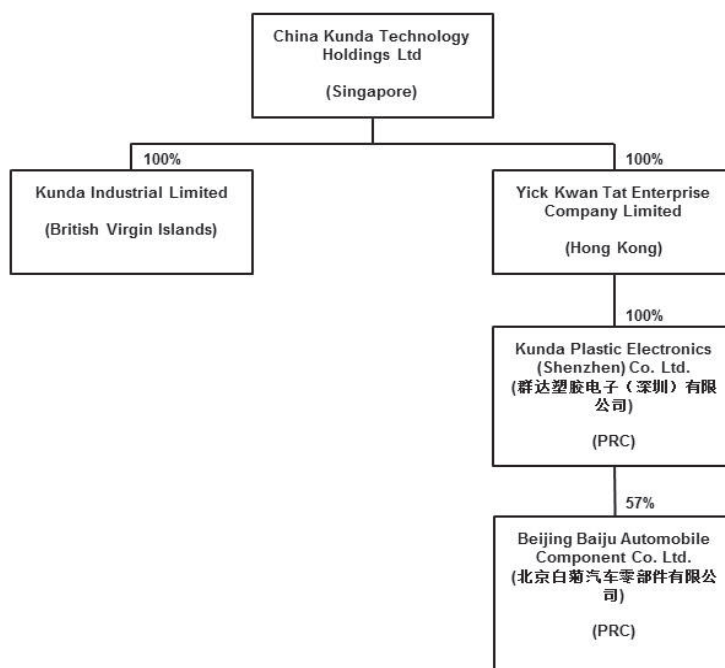 China Kunda Technology
Holdings Ltd
(Singapore)
100%
100%
Kunda Industrial Limited
(British Virgin Islands)
Yick Kwan Tat Enterprise
Company Limited
(Hong Kong)
100%
Kunda Plastic Electronics
(Shenzhen) Co. Ltd.
(群达塑胶电子（深圳）有限
公司)
(PRC)
57%
Beijing Baiju Automobile
Component Co. Ltd.
(北京白菊汽车零部件有限公
司)
(PRC)